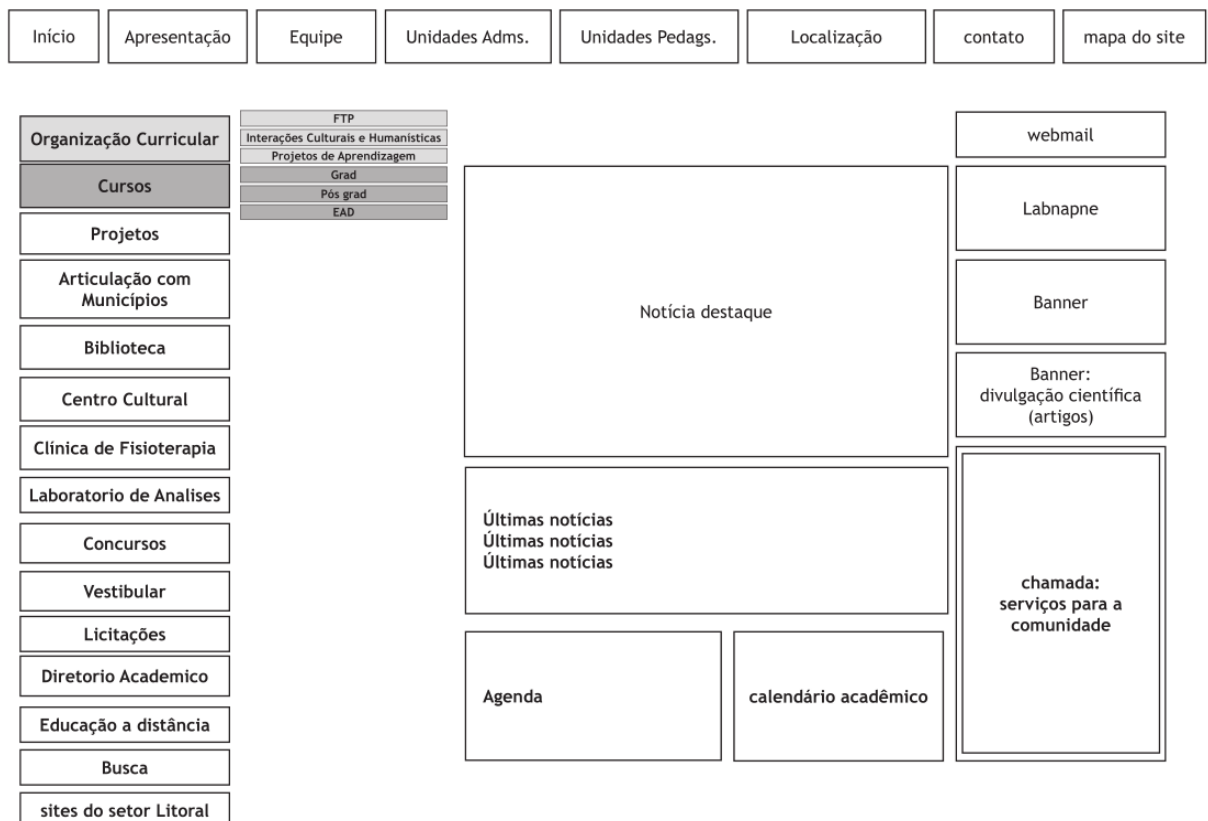 Início
Apresentação
Equipe
Unidades Adms.
Unidades Pedags.
Localização
contato
mapa do site
Organização Curricular
Cursos
Projetos
Articulação com
Municípios
Biblioteca
Centro Cultural
Clínica de Fisioterapia
Laboratorio de Analises
Concursos
Vestibular
Licitações
Diretorio Academico
Educação a distância
Busca
sites do setor Litoral
FTP
Interações Culturais e Humanísticas
Projetos de Aprendizagem
Grad
Pós grad
EAD
Notícia destaque
Últimas notícias
Últimas notícias
Últimas notícias
Agenda
calendário acadêmico
webmail
Labnapne
Banner
Banner:
divulgação científica
(artigos)
chamada:
serviços para a
comunidade